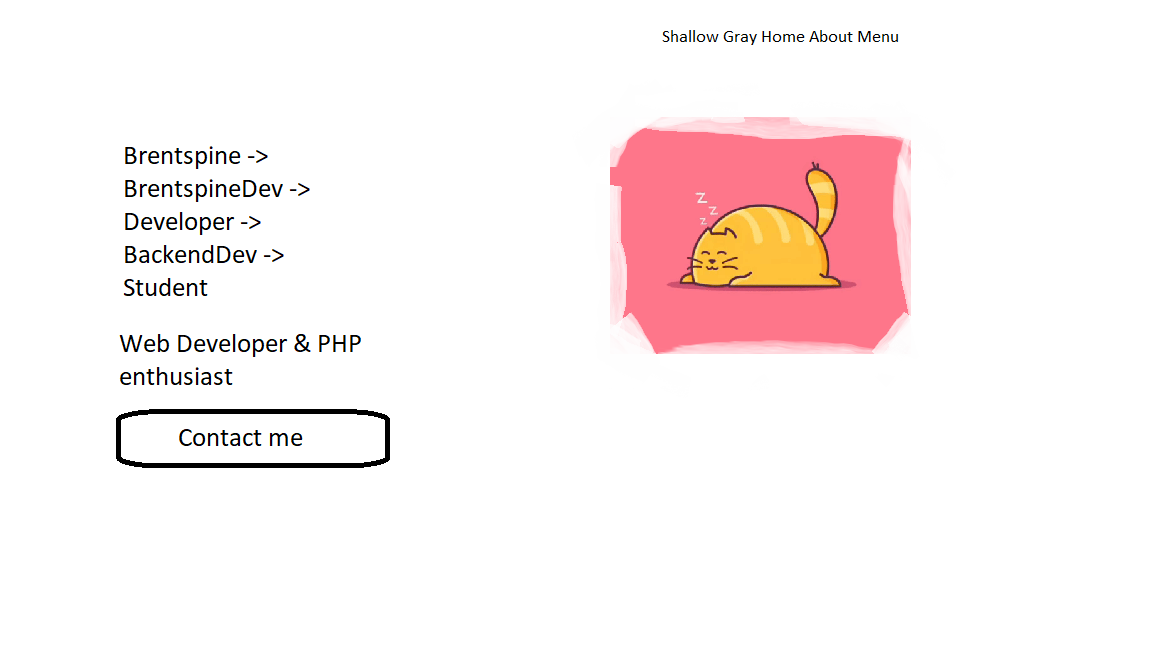 Shallow Gray Home About Menu
Brentspine ->
BrentspineDev ->
Developer ->
BackendDev ->
Student
Web Developer & PHP
enthusiast
Contact me
z
z
z